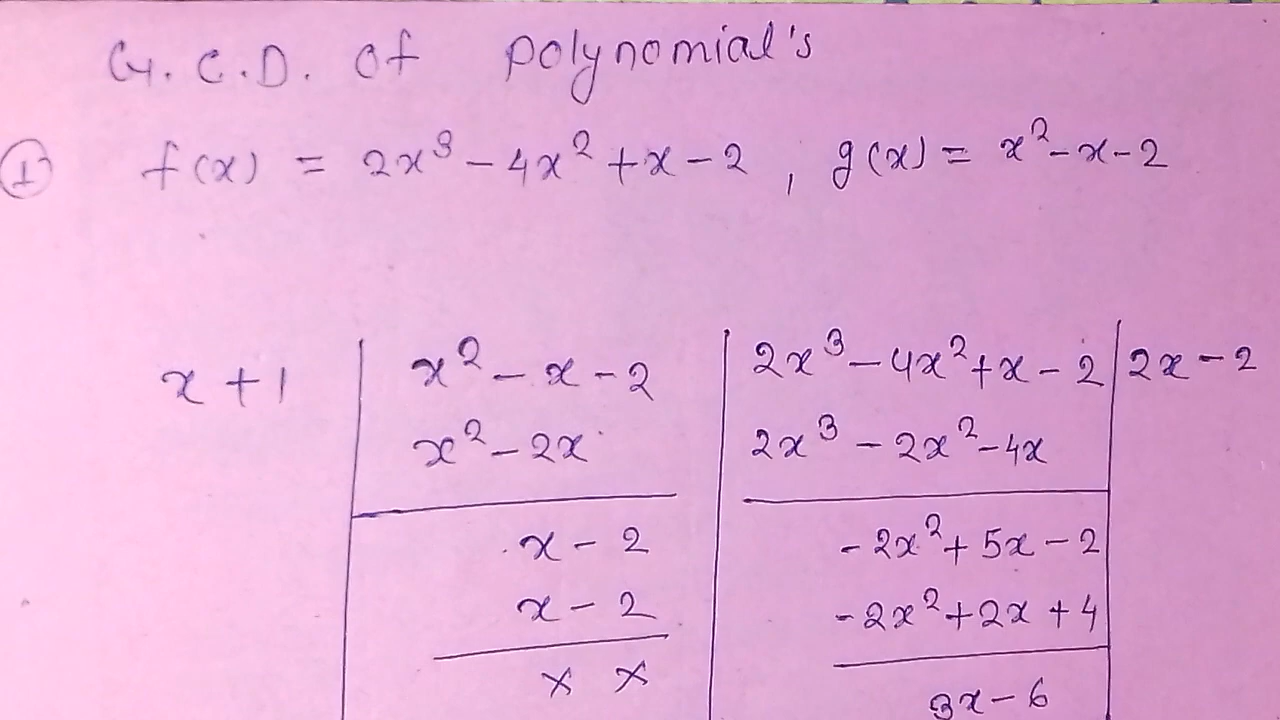 G.C.D. of polynomial's
① f(x) = 2x³ - 4x² + x - 2 , g(x) = x² - x - 2
x + 1 | x² - x - 2 | 2x³ - 4x² + x - 2 | 2x - 2
x² - 2x | 2x³ - 2x² - 4x
x - 2 | - 2x² + 5x - 2
x - 2 | - 2x² + 2x + 4
x x | 3x - 6